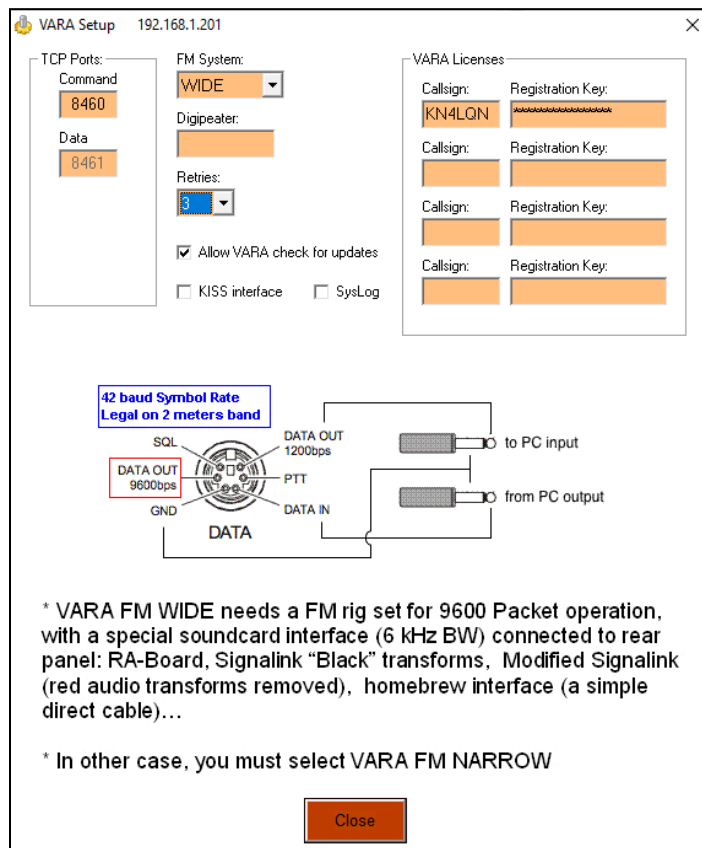 VARA Setup 192.168.1.201
TCP Ports:
Command
8460
Data
8461
FM System:
WIDE
Digipeater:
Retries:
3
Allow VARA check for updates
KISS interface
SysLog
VARA Licenses
Callsign: Registration Key:
KN4LQN *****************
Callsign: Registration Key:
Callsign: Registration Key:
Callsign: Registration Key:
42 baud Symbol Rate
Legal on 2 meters band
SQL
DATA OUT
9600bps
GND
DATA OUT
1200bps
PTT
DATA IN
DATA
to PC input
from PC output
* VARA FM WIDE needs a FM rig set for 9600 Packet operation,
with a special soundcard interface (6 kHz BW) connected to rear
panel: RA-Board, Signalink “Black” transforms, Modified Signalink
(red audio transforms removed), homebrew interface (a simple
direct cable)...
* In other case, you must select VARA FM NARROW
Close